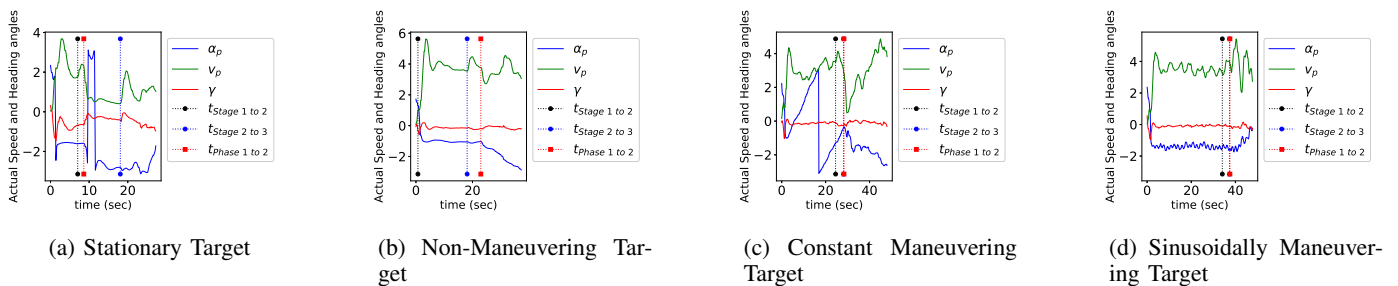 Actual Speed and Heading angles
4
2
0
−2
0
10
20
time (sec)
α_p
v_p
γ
t_Stage 1 to 2
t_Stage 2 to 3
t_Phase 1 to 2
(a) Stationary Target
Actual Speed and Heading angles
6
4
2
0
−2
0
20
time (sec)
α_p
v_p
γ
t_Stage 1 to 2
t_Stage 2 to 3
t_Phase 1 to 2
(b) Non-Maneuvering Tar-
get
Actual Speed and Heading angles
4
2
0
−2
0
20
40
time (sec)
α_p
v_p
γ
t_Stage 1 to 2
t_Stage 2 to 3
t_Phase 1 to 2
(c) Constant Maneuvering
Target
Actual Speed and Heading angles
4
2
0
−2
0
20
40
time (sec)
α_p
v_p
γ
t_Stage 1 to 2
t_Stage 2 to 3
t_Phase 1 to 2
(d) Sinusoidally Maneuver-
ing Target